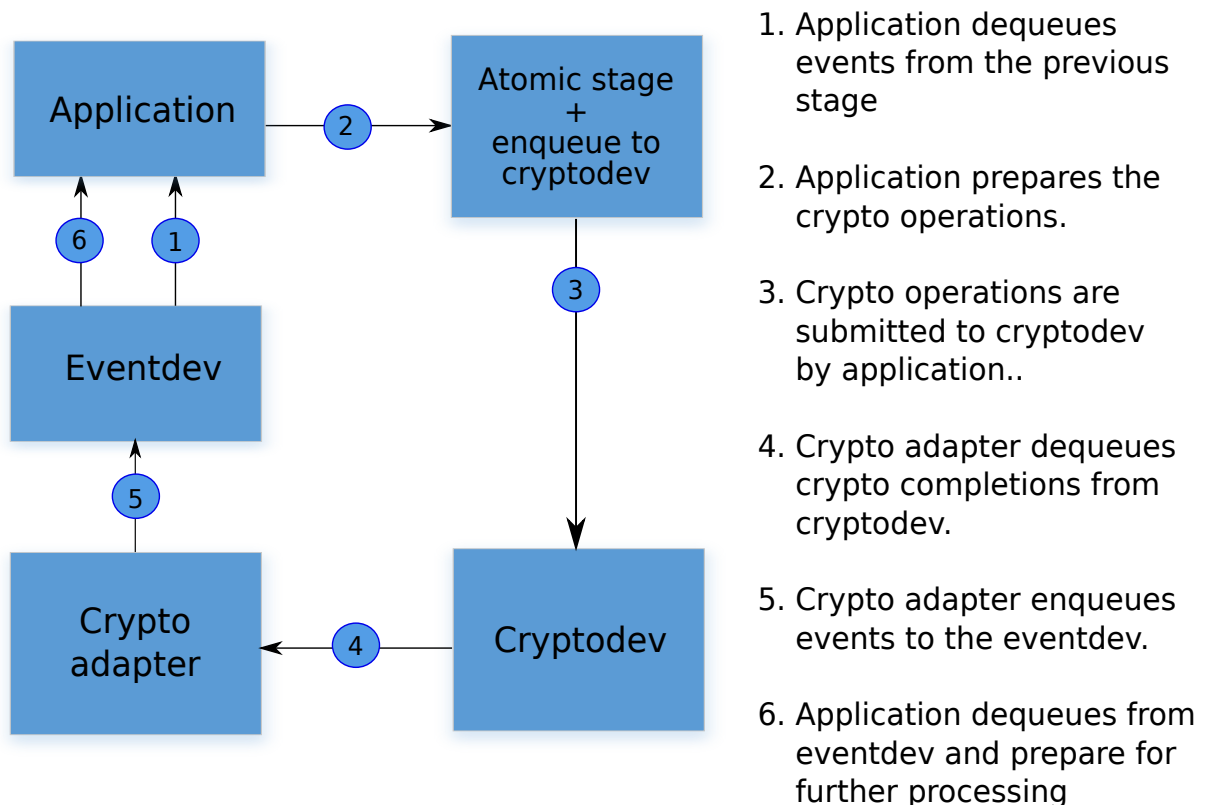 Application
2
Atomic stage
+
enqueue to
cryptodev
6
1
3
Eventdev
5
Crypto
adapter
4
Cryptodev
1. Application dequeues
events from the previous
stage
2. Application prepares the
crypto operations.
3. Crypto operations are
submitted to cryptodev
by application..
4. Crypto adapter dequeues
crypto completions from
cryptodev.
5. Crypto adapter enqueues
events to the eventdev.
6. Application dequeues from
eventdev and prepare for
further processing